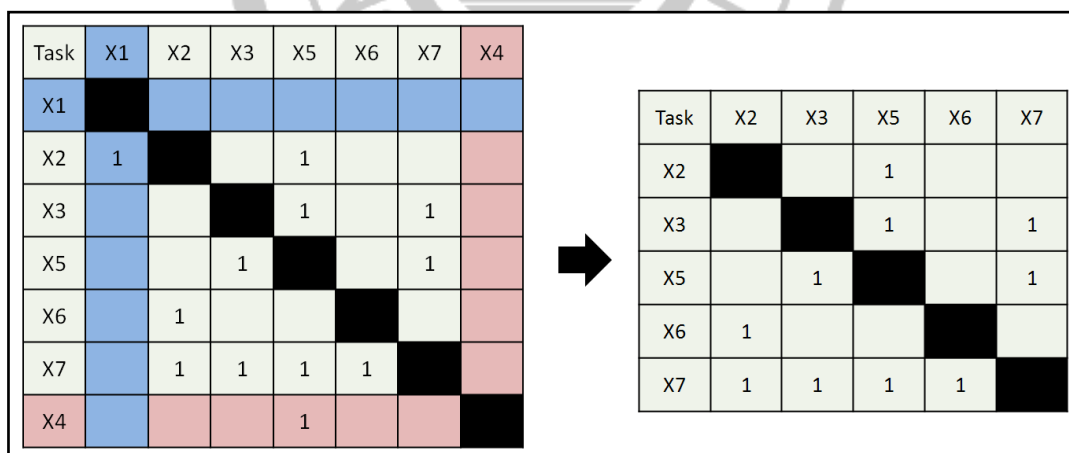 Task X1 X2 X3 X5 X6 X7 X4
X1
X2 1 1
X3 1 1
X5 1 1
X6 1
X7 1 1 1 1
X4 1
Task X2 X3 X5 X6 X7
X2 1
X3 1 1
X5 1 1
X6 1
X7 1 1 1 1